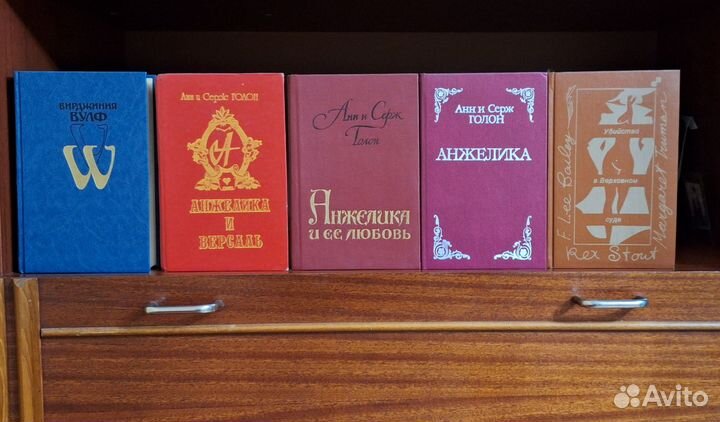 Вирджиния
ВУЛФ
W
Анн и Серж ГОЛОН
А
АНЖЕЛИКА
И
ВЕРСАЛЬ
Анн и Серж
Голон
АНЖЕЛИКА
И ЕЕ ЛЮБОВЬ
Анн и Серж
ГОЛОН
АНЖЕЛИКА
F. Lee Bailey
Убийства
в Верховном
суде
Rex Stout
Margaret Truman
Avito